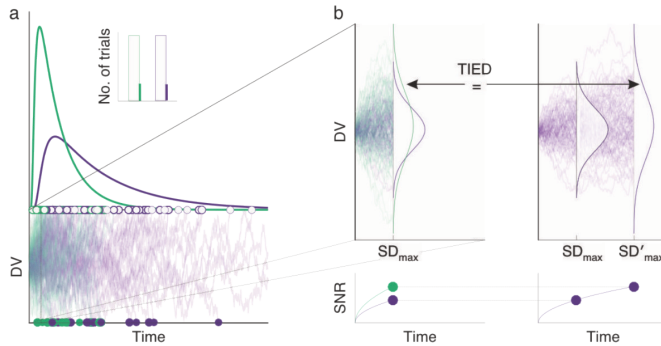 a
No. of trials
DV
Time
b
TIED
=
DV
SDmax
SDmax
SD′max
SNR
Time
Time